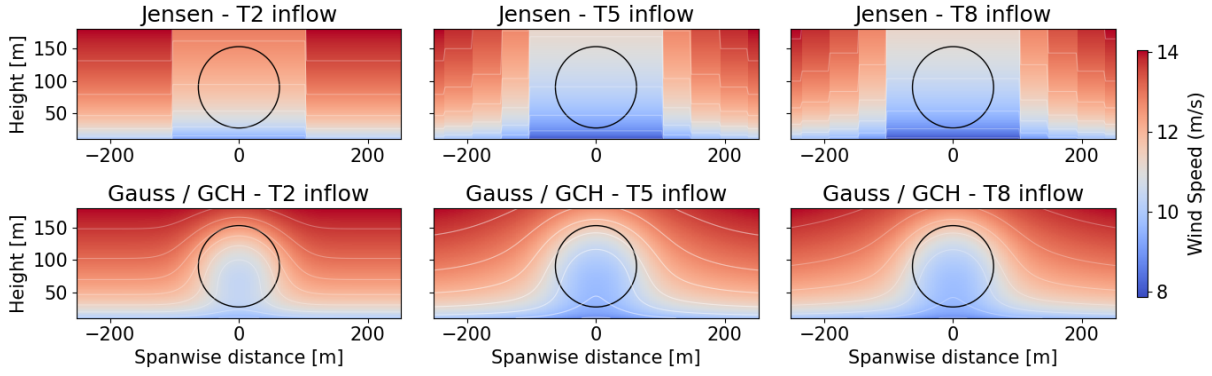 Jensen - T2 inflow
Jensen - T5 inflow
Jensen - T8 inflow
Height [m]
150
100
50
−200 0 200
−200 0 200
−200 0 200
Gauss / GCH - T2 inflow
Gauss / GCH - T5 inflow
Gauss / GCH - T8 inflow
Height [m]
150
100
50
−200 0 200
−200 0 200
−200 0 200
Spanwise distance [m]
Spanwise distance [m]
Spanwise distance [m]
14
12
10
8
Wind Speed (m/s)